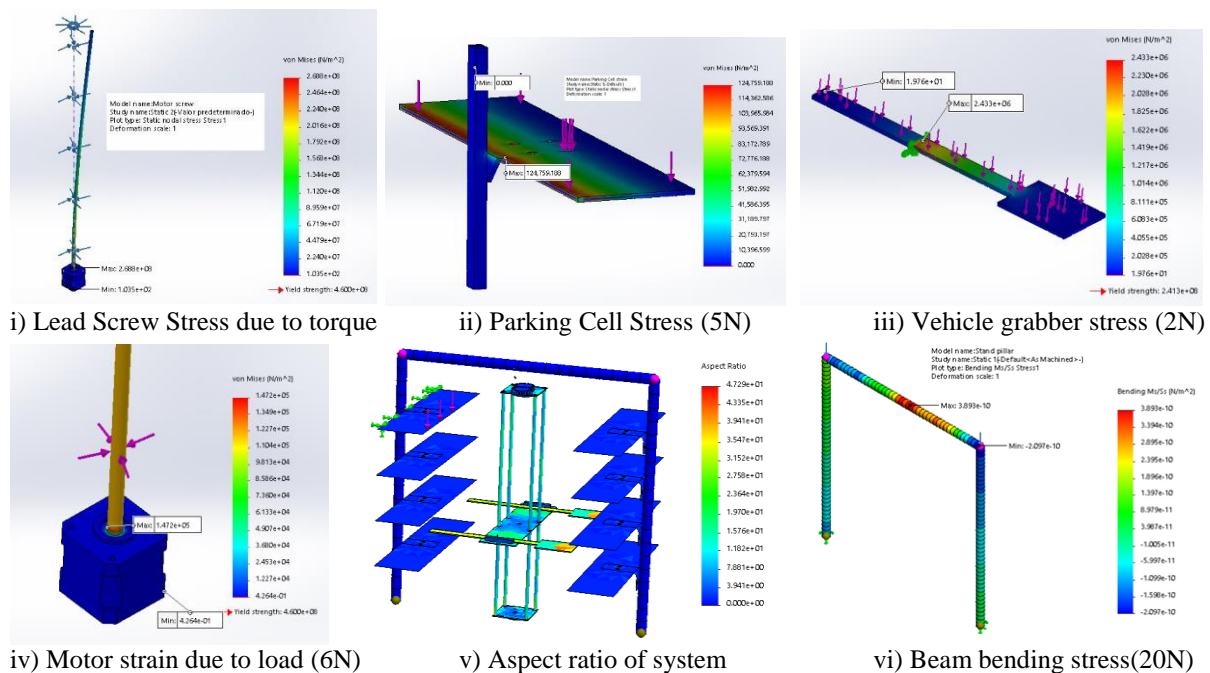 von Mises (N/m^2)
2.688e+08
2.464e+08
2.240e+08
2.016e+08
1.792e+08
1.568e+08
1.344e+08
1.120e+08
8.959e+07
6.719e+07
4.479e+07
2.240e+07
1.035e+02
Yield strength: 4.600e+08
Model name:Motor screw
Study name:Static 2(-Valor predeterminado-)
Plot type: Static nodal stress Stress1
Deformation scale: 1
Max: 2.688e+08
Min: 1.035e+02
i) Lead Screw Stress due to torque
Min: 0.000
Model name:Parking Cell strain
Plot type: Static nodal stress Stress1
Deformation scale: 1
Max: 124,759.188
von Mises (N/m^2)
124,759.188
114,362.586
103,965.984
93,569.391
83,172.789
72,776.188
62,379.594
51,982.992
41,586.395
31,189.797
20,793.197
10,396.599
0.000
ii) Parking Cell Stress (5N)
Min: 1.976e+01
Max: 2.433e+06
von Mises (N/m^2)
2.433e+06
2.230e+06
2.028e+06
1.825e+06
1.622e+06
1.419e+06
1.217e+06
1.014e+06
8.111e+05
6.083e+05
4.055e+05
2.028e+05
1.976e+01
Yield strength: 2.413e+08
iii) Vehicle grabber stress (2N)
von Mises (N/m^2)
1.472e+05
1.349e+05
1.227e+05
1.104e+05
9.813e+04
8.586e+04
7.360e+04
6.133e+04
4.907e+04
3.680e+04
2.453e+04
1.227e+04
4.264e-01
Yield strength: 4.600e+08
Max: 1.472e+05
Min: 4.264e-01
iv) Motor strain due to load (6N)
Aspect Ratio
4.729e+01
4.335e+01
3.941e+01
3.547e+01
3.152e+01
2.758e+01
2.364e+01
1.970e+01
1.576e+01
1.182e+01
7.881e+00
3.941e+00
0.000e+00
v) Aspect ratio of system
Model name:Stand pillar
Study name:Static 1(-Default<As Machined>-)
Plot type: Bending Ms/Ss Stress1
Deformation scale: 1
Max: 3.893e-10
Min: -2.097e-10
Bending Ms/Ss (N/m^2)
3.893e-10
3.394e-10
2.895e-10
2.395e-10
1.896e-10
1.397e-10
8.979e-11
3.987e-11
-1.005e-11
-5.997e-11
-1.099e-10
-1.598e-10
-2.097e-10
vi) Beam bending stress(20N)